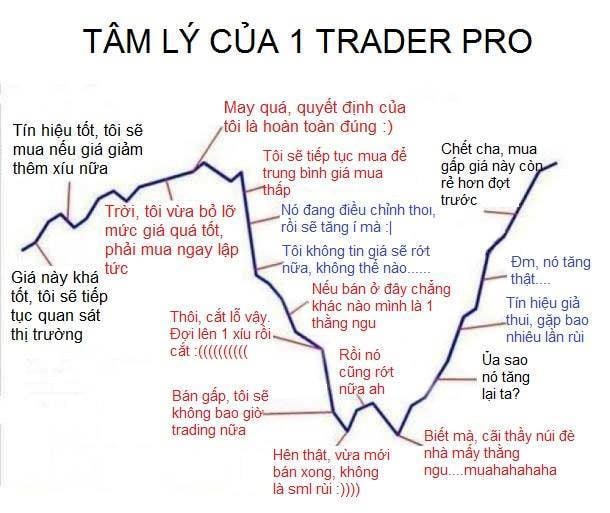 TÂM LÝ CỦA 1 TRADER PRO
Tín hiệu tốt, tôi sẽ
mua nếu giá giảm
thêm xíu nữa
May quá, quyết định của
tôi là hoàn toàn đúng :)
Giá này khá
tốt, tôi sẽ tiếp
tục quan sát
thị trường
Trời, tôi vừa bỏ lỡ
mức giá quá tốt,
phải mua ngay lập
tức
Tôi sẽ tiếp tục mua để
trung bình giá mua
thấp
Nó đang điều chỉnh thoi,
rồi sẽ tăng í mà :|
Tôi không tin giá sẽ rớt
nữa, không thể nào......
Nếu bán ở đây chẳng
khác nào mình là 1
thằng ngu
Thôi, cắt lỗ vậy.
Đợi lên 1 xíu rồi
cắt :((((((((((
Bán gấp, tôi sẽ
không bao giờ
trading nữa
Hên thật, vừa mới
bán xong, không
là sml rùi :))))
Rồi nó
cũng rớt
nữa ah
Biết mà, cãi thầy núi đè
nhà mấy thằng
ngu....muahahahaha
Ủa sao
nó tăng
lại ta?
Tín hiệu giả
thui, gặp bao
nhiêu lần rùi
Đm, nó tăng
thật....
Chết cha, mua
gấp giá này còn
rẻ hơn đợt
trước